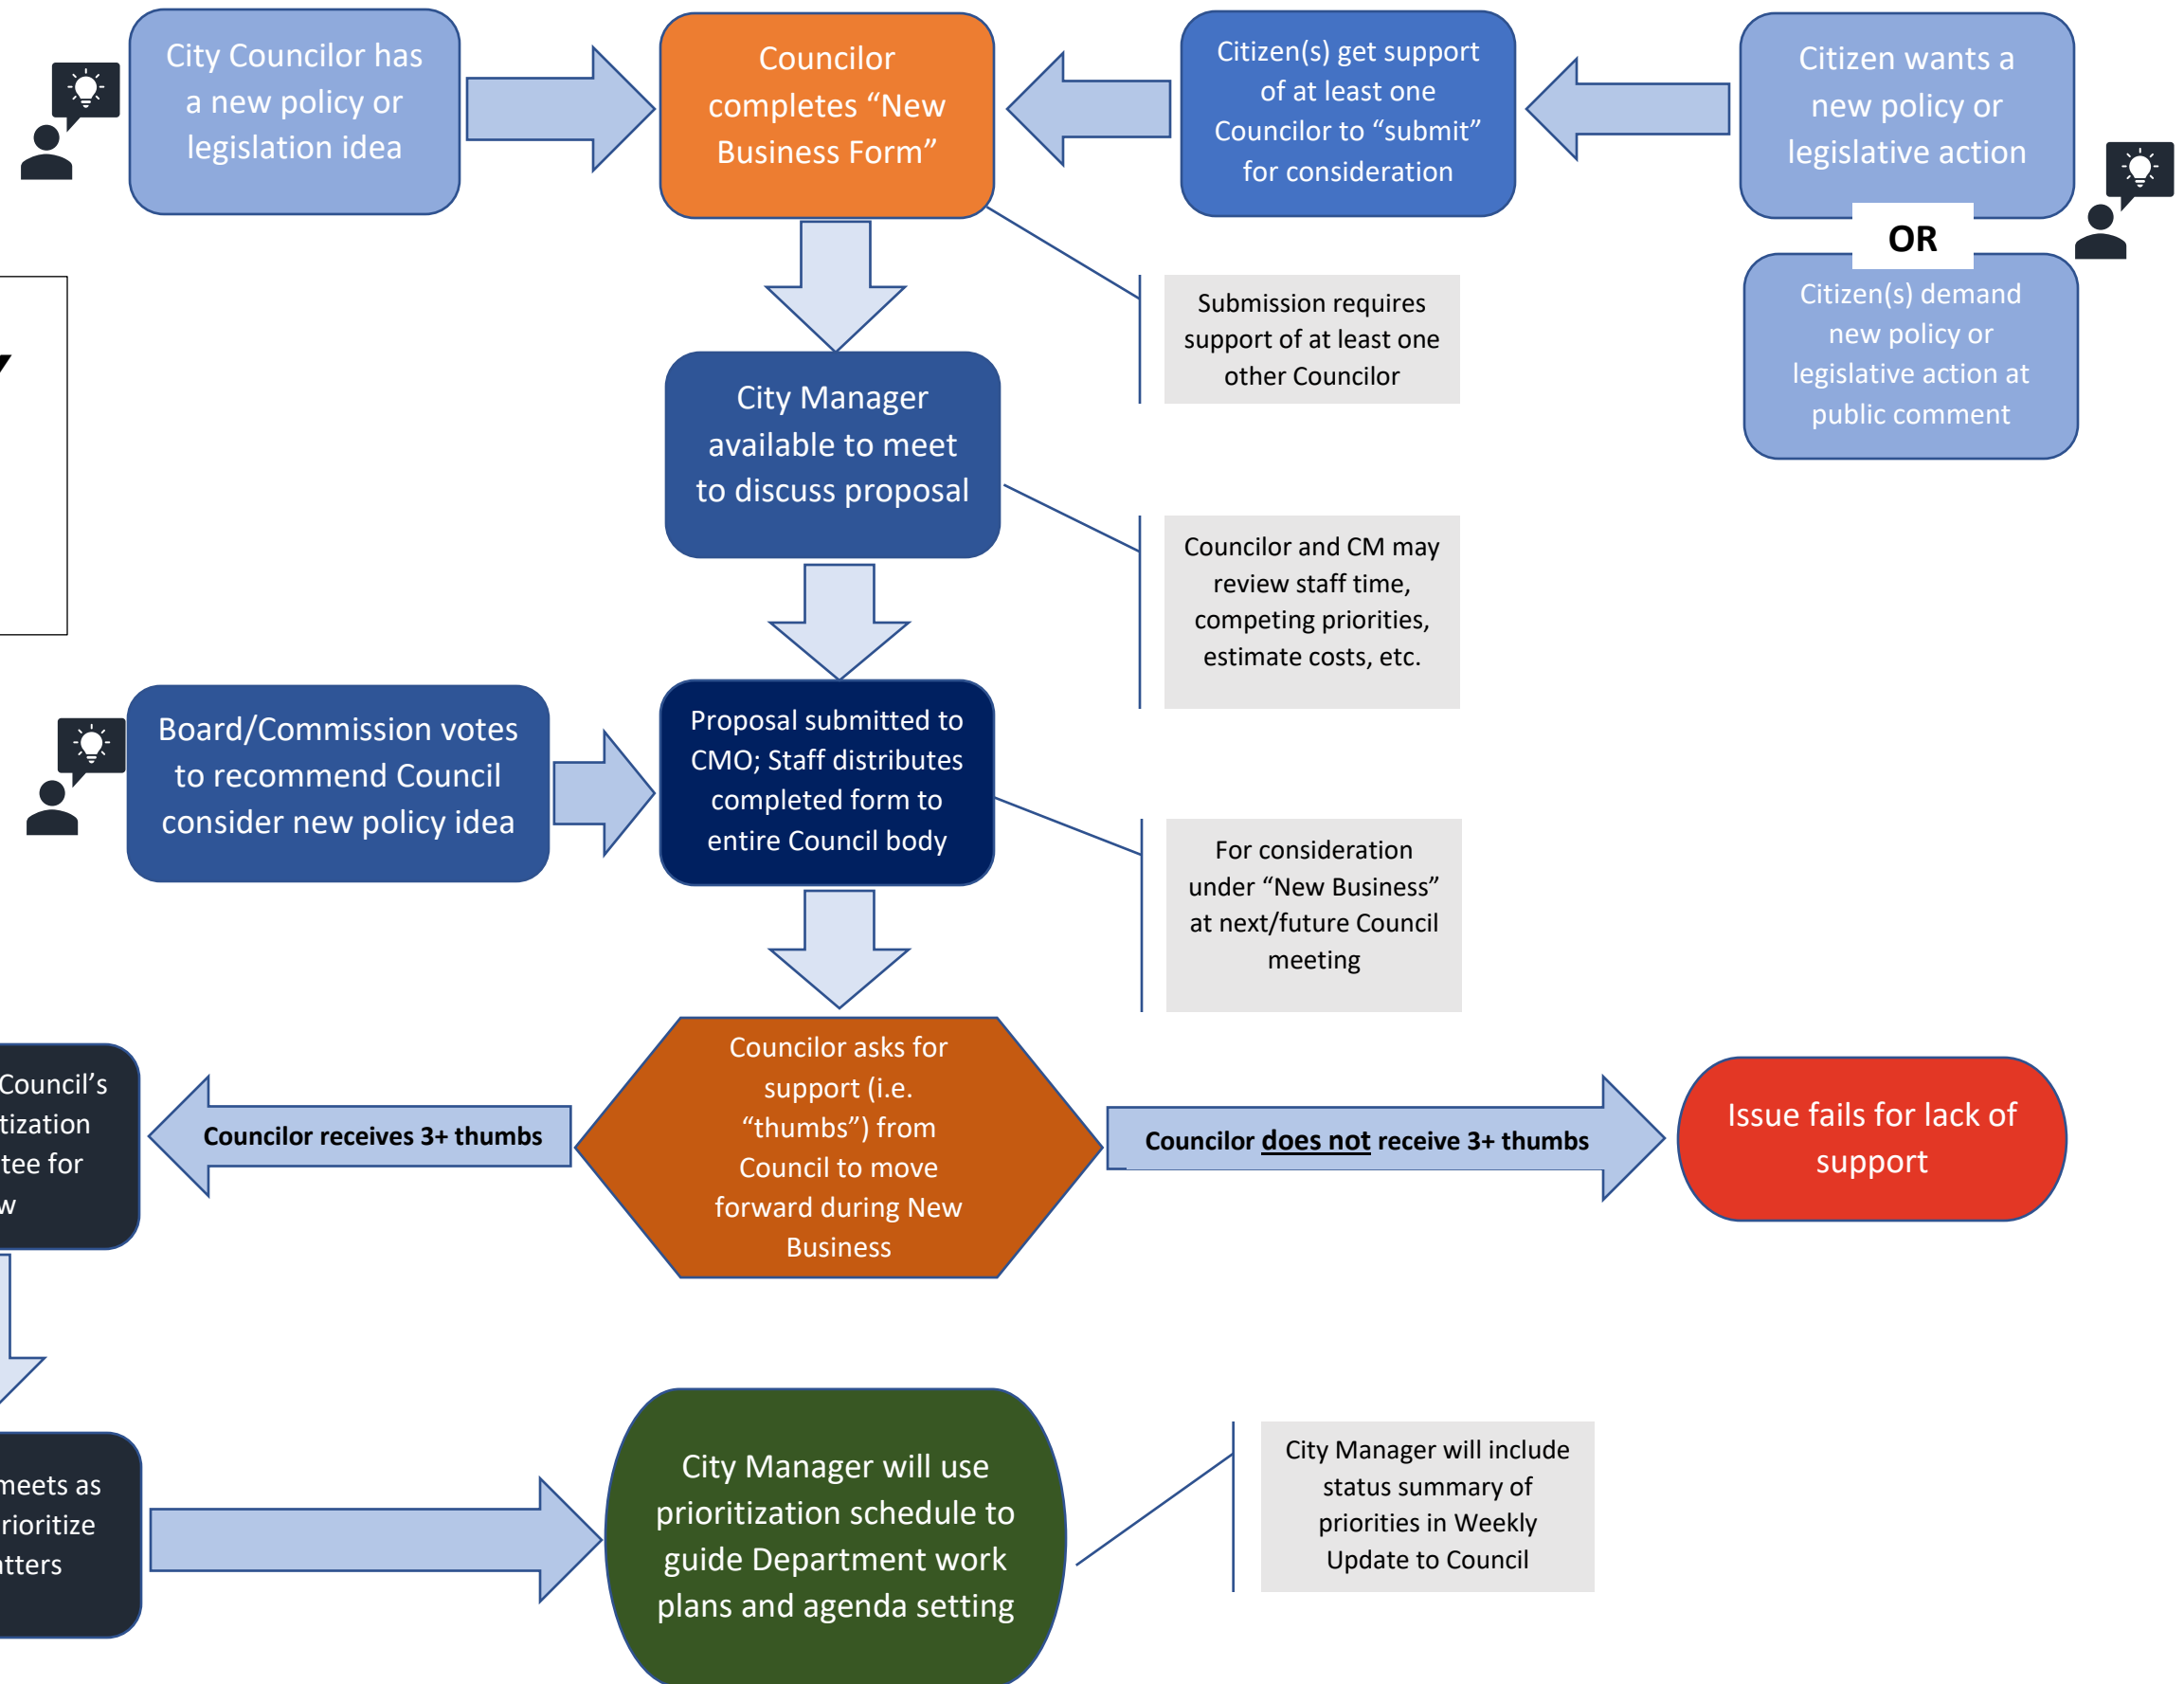 City Councilor has
a new policy or
legislation idea
Councilor
completes “New
Business Form”
Citizen(s) get support
of at least one
Councilor to “submit”
for consideration
Citizen wants a
new policy or
legislative action
OR
Citizen(s) demand
new policy or
legislative action at
public comment
Submission requires
support of at least one
other Councilor
City Manager
available to meet
to discuss proposal
Councilor and CM may
review staff time,
competing priorities,
estimate costs, etc.
Board/Commission votes
to recommend Council
consider new policy idea
Proposal submitted to
CMO; Staff distributes
completed form to
entire Council body
For consideration
under “New Business”
at next/future Council
meeting
Council’s
tization
tee for
w
Councilor receives 3+ thumbs
Councilor asks for
support (i.e.
“thumbs”) from
Council to move
forward during New
Business
Councilor does not receive 3+ thumbs
Issue fails for lack of
support
meets as
rioritize
atters
City Manager will use
prioritization schedule to
guide Department work
plans and agenda setting
City Manager will include
status summary of
priorities in Weekly
Update to Council